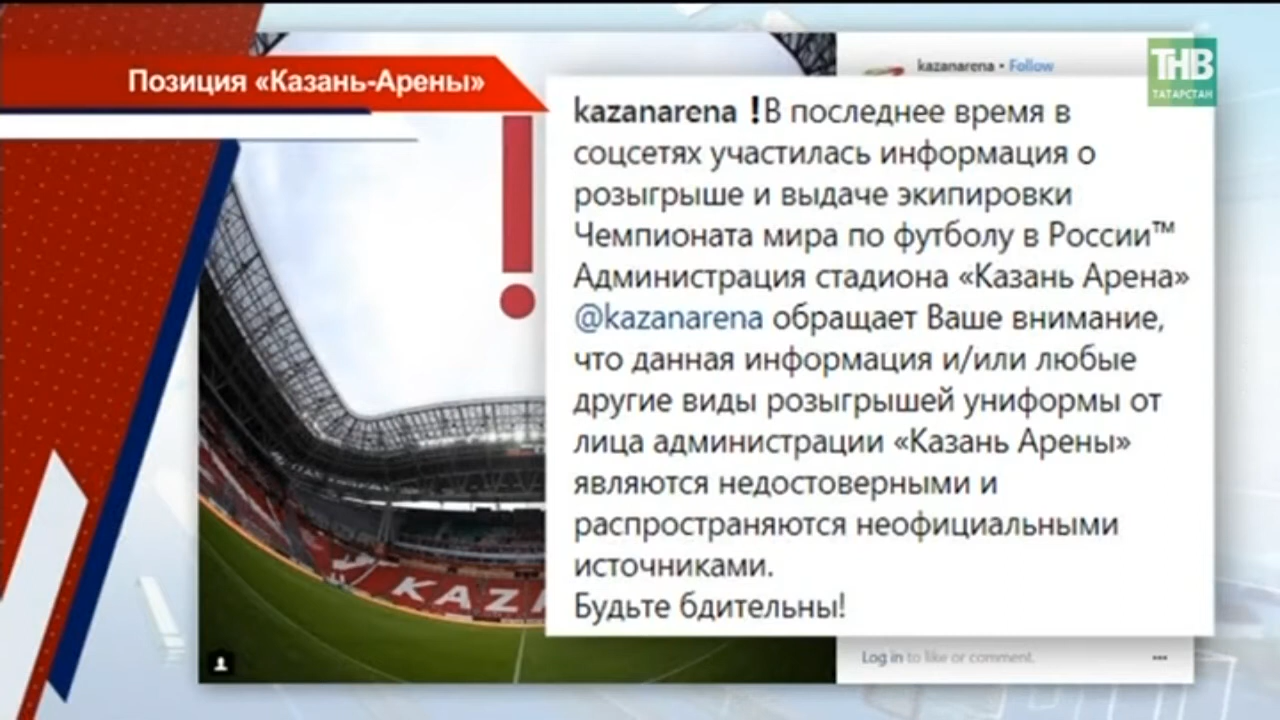 Позиция «Казань-Арены»
kazanarena • Follow
ТНВ
ТАТАРСТАН
kazanarena !В последнее время в
соцсетях участилась информация о
розыгрыше и выдаче экипировки
Чемпионата мира по футболу в России™
Администрация стадиона «Казань Арена»
@kazanarena обращает Ваше внимание,
что данная информация и/или любые
другие виды розыгрышей униформы от
лица администрации «Казань Арены»
являются недостоверными и
распространяются неофициальными
источниками.
Будьте бдительны!
!
KAZ
Log in to like or comment.